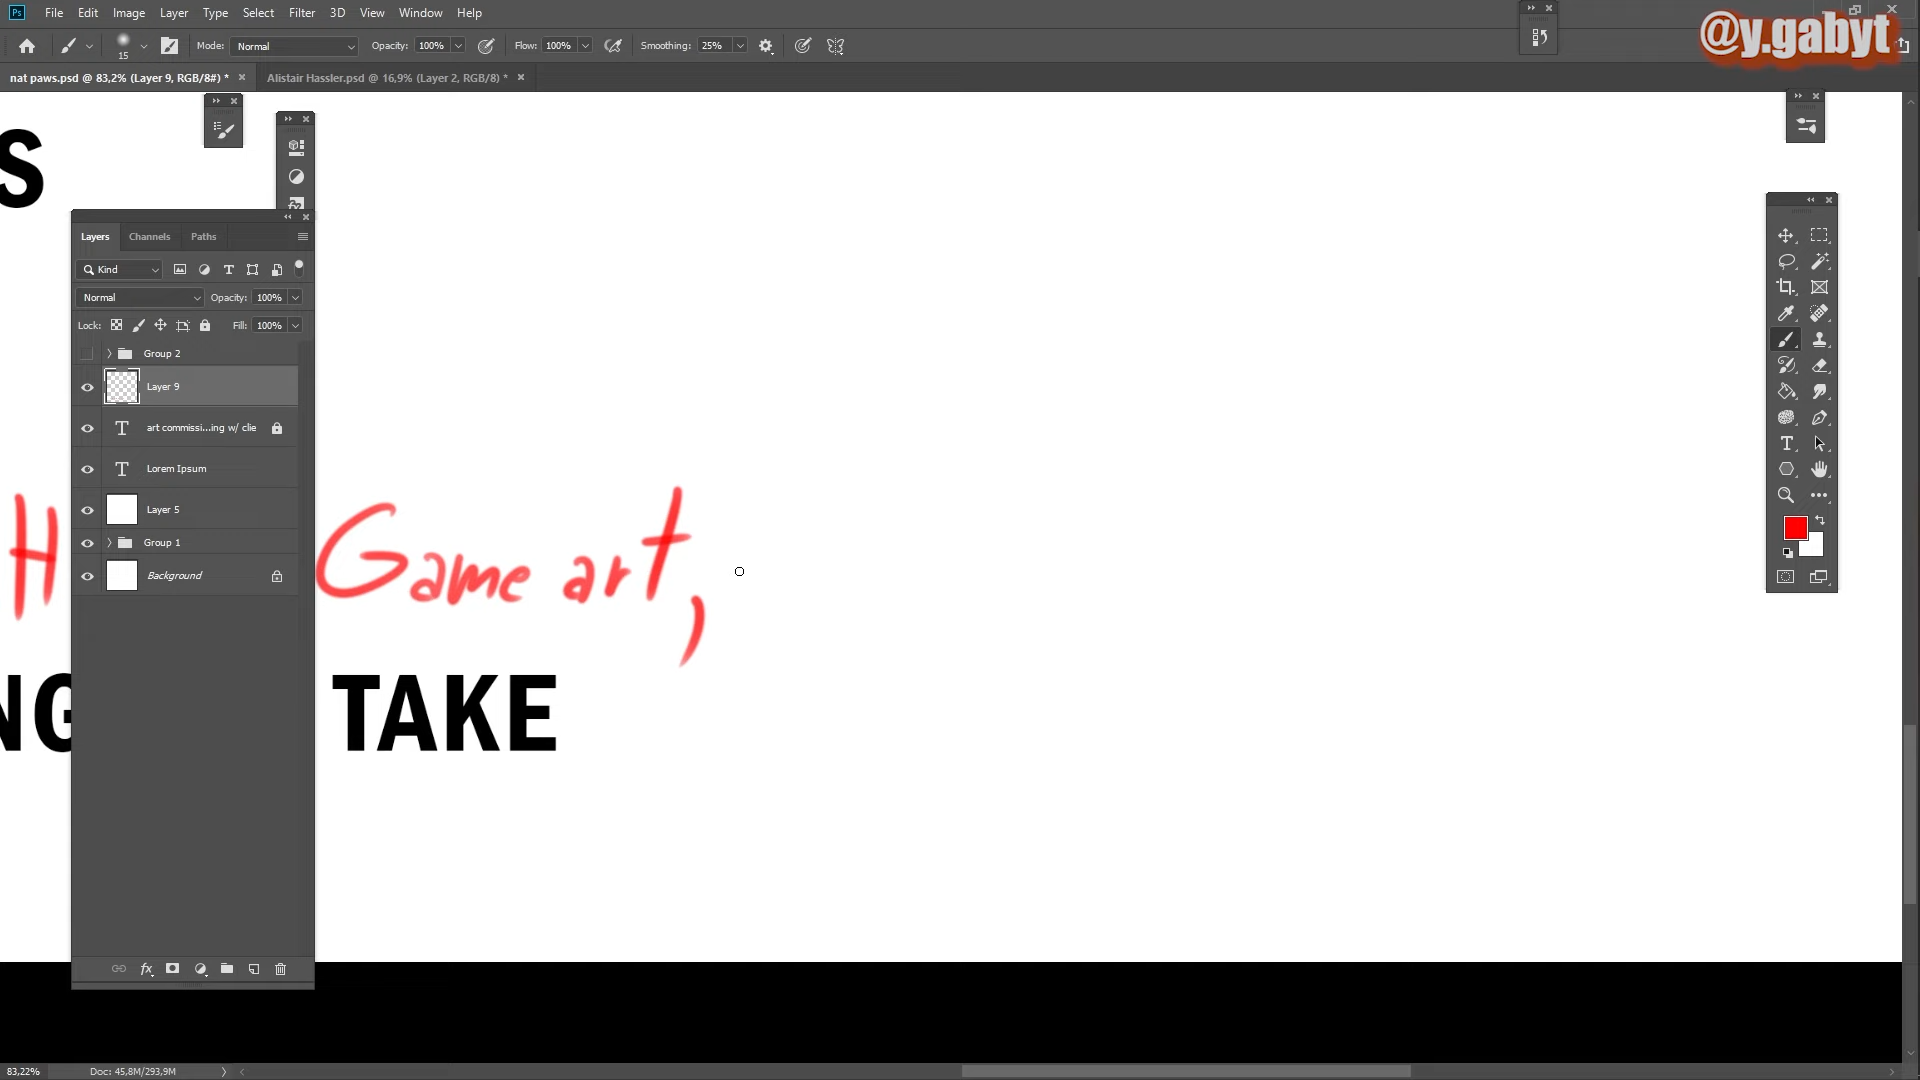 File Edit Image Layer Type Select Filter 3D View Window Help
@y.gabyt
15 Mode: Normal Opacity: 100% Flow: 100% Smoothing: 25%
nat paws.psd @ 83,2% (Layer 9, RGB/8#) * Alistair Hassler.psd @ 16,9% (Layer 2, RGB/8) *
S
Layers Channels Paths
Kind
Normal Opacity: 100%
Lock: Fill: 100%
Group 2
Layer 9
art commissi...ing w/ clie
Lorem Ipsum
Layer 5
Group 1
Background
H Game art,
NG TAKE
83,22% Doc: 45,8M/293,9M